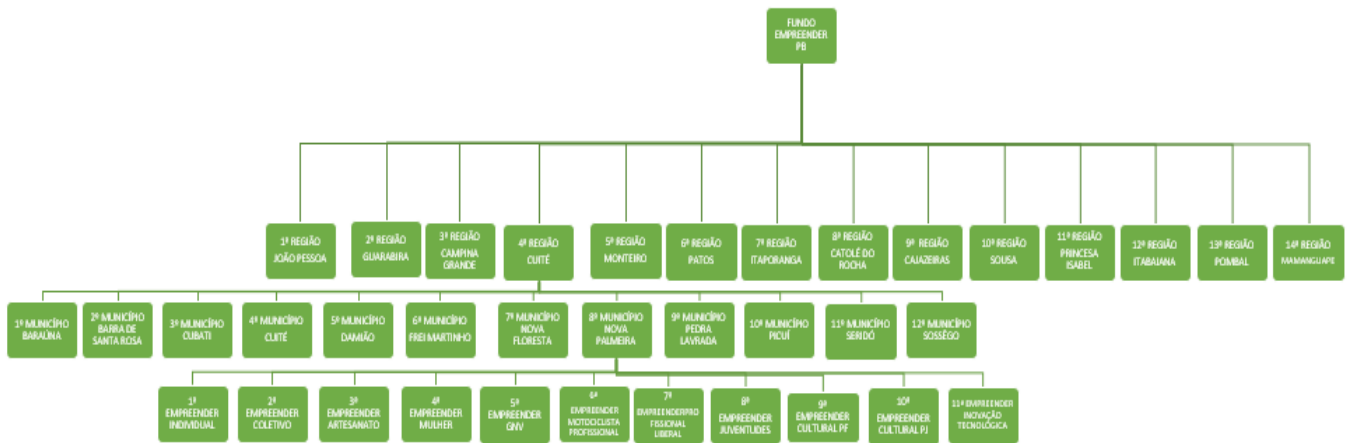 FUNDO
EMPREENDER
PB
1ª REGIÃO
JOÃO PESSOA
2ª REGIÃO
GUARABIRA
3ª REGIÃO
CAMPINA
GRANDE
4ª REGIÃO
CUITÉ
5ª REGIÃO
MONTEIRO
6ª REGIÃO
PATOS
7ª REGIÃO
ITAPORANGA
8ª REGIÃO
CATOLÉ DO
ROCHA
9ª REGIÃO
CAJAZEIRAS
10ª REGIÃO
SOUSA
11ª REGIÃO
PRINCESA
ISABEL
12ª REGIÃO
ITABAIANA
13ª REGIÃO
POMBAL
14ª REGIÃO
MAMANGUAPE
1º MUNICÍPIO
BARAÚNA
2º MUNICÍPIO
BARRA DE
SANTA ROSA
3º MUNICÍPIO
CUBATI
4º MUNICÍPIO
CUITÉ
5º MUNICÍPIO
DAMIÃO
6º MUNICÍPIO
FREI MARTINHO
7º MUNICÍPIO
NOVA
FLORESTA
8º MUNICÍPIO
NOVA
PALMEIRA
9º MUNICÍPIO
PEDRA
LAVRADA
10º MUNICÍPIO
PICUÍ
11º MUNICÍPIO
SERIDÓ
12º MUNICÍPIO
SOSSÊGO
1º
EMPREENDER
INDIVIDUAL
2º
EMPREENDER
COLETIVO
3º
EMPREENDER
ARTESANATO
4º
EMPREENDER
MULHER
5º
EMPREENDER
GNV
6º
EMPREENDER
MOTOCICLISTA
PROFISSIONAL
7º
EMPREENDERPRO
FISSIONAL
LIBERAL
8º
EMPREENDER
JUVENTUDES
9º
EMPREENDER
CULTURAL PF
10º
EMPREENDER
CULTURAL PJ
11º EMPREENDER
INOVAÇÃO
TECNOLÓGICA